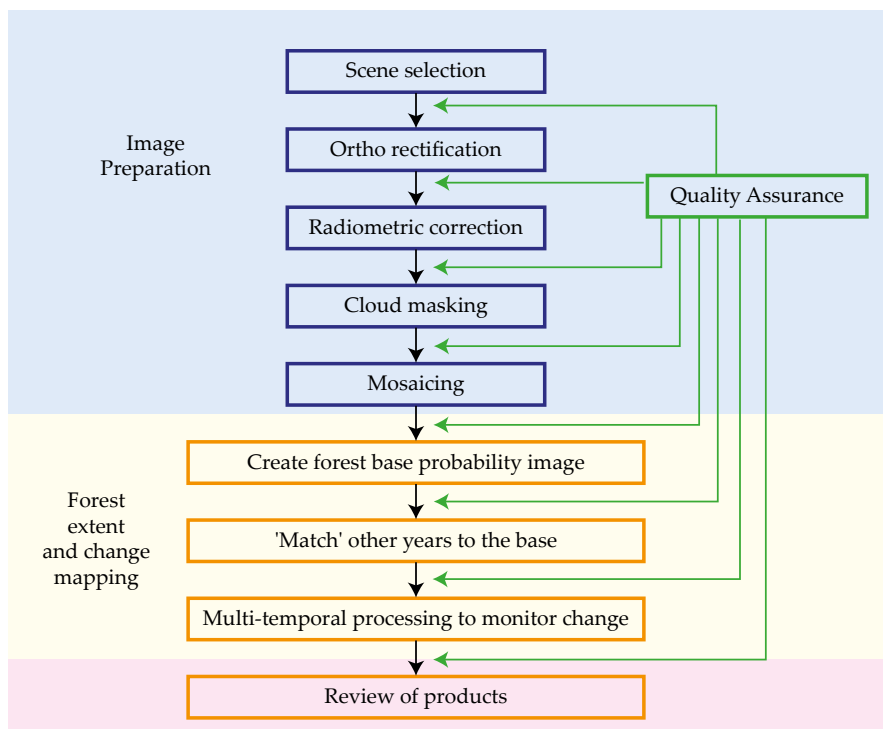 Scene selection
Image
Preparation
Ortho rectification
Quality Assurance
Radiometric correction
Cloud masking
Mosaicing
Create forest base probability image
Forest
extent
and change
mapping
'Match' other years to the base
Multi-temporal processing to monitor change
Review of products